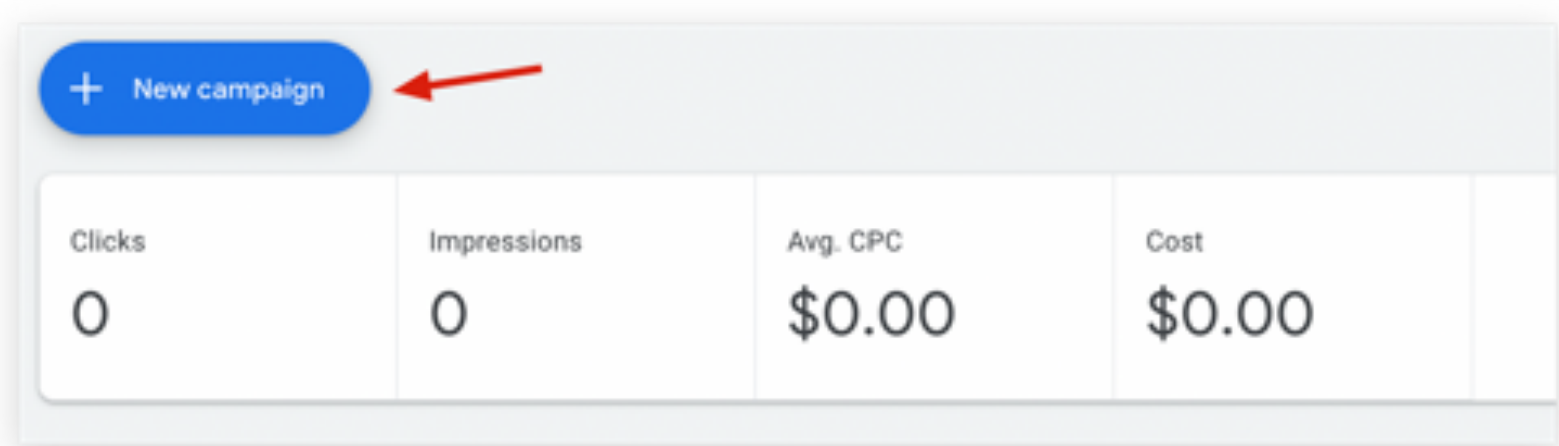 + New campaign
Clicks Impressions Avg. CPC Cost
0 0 $0.00 $0.00